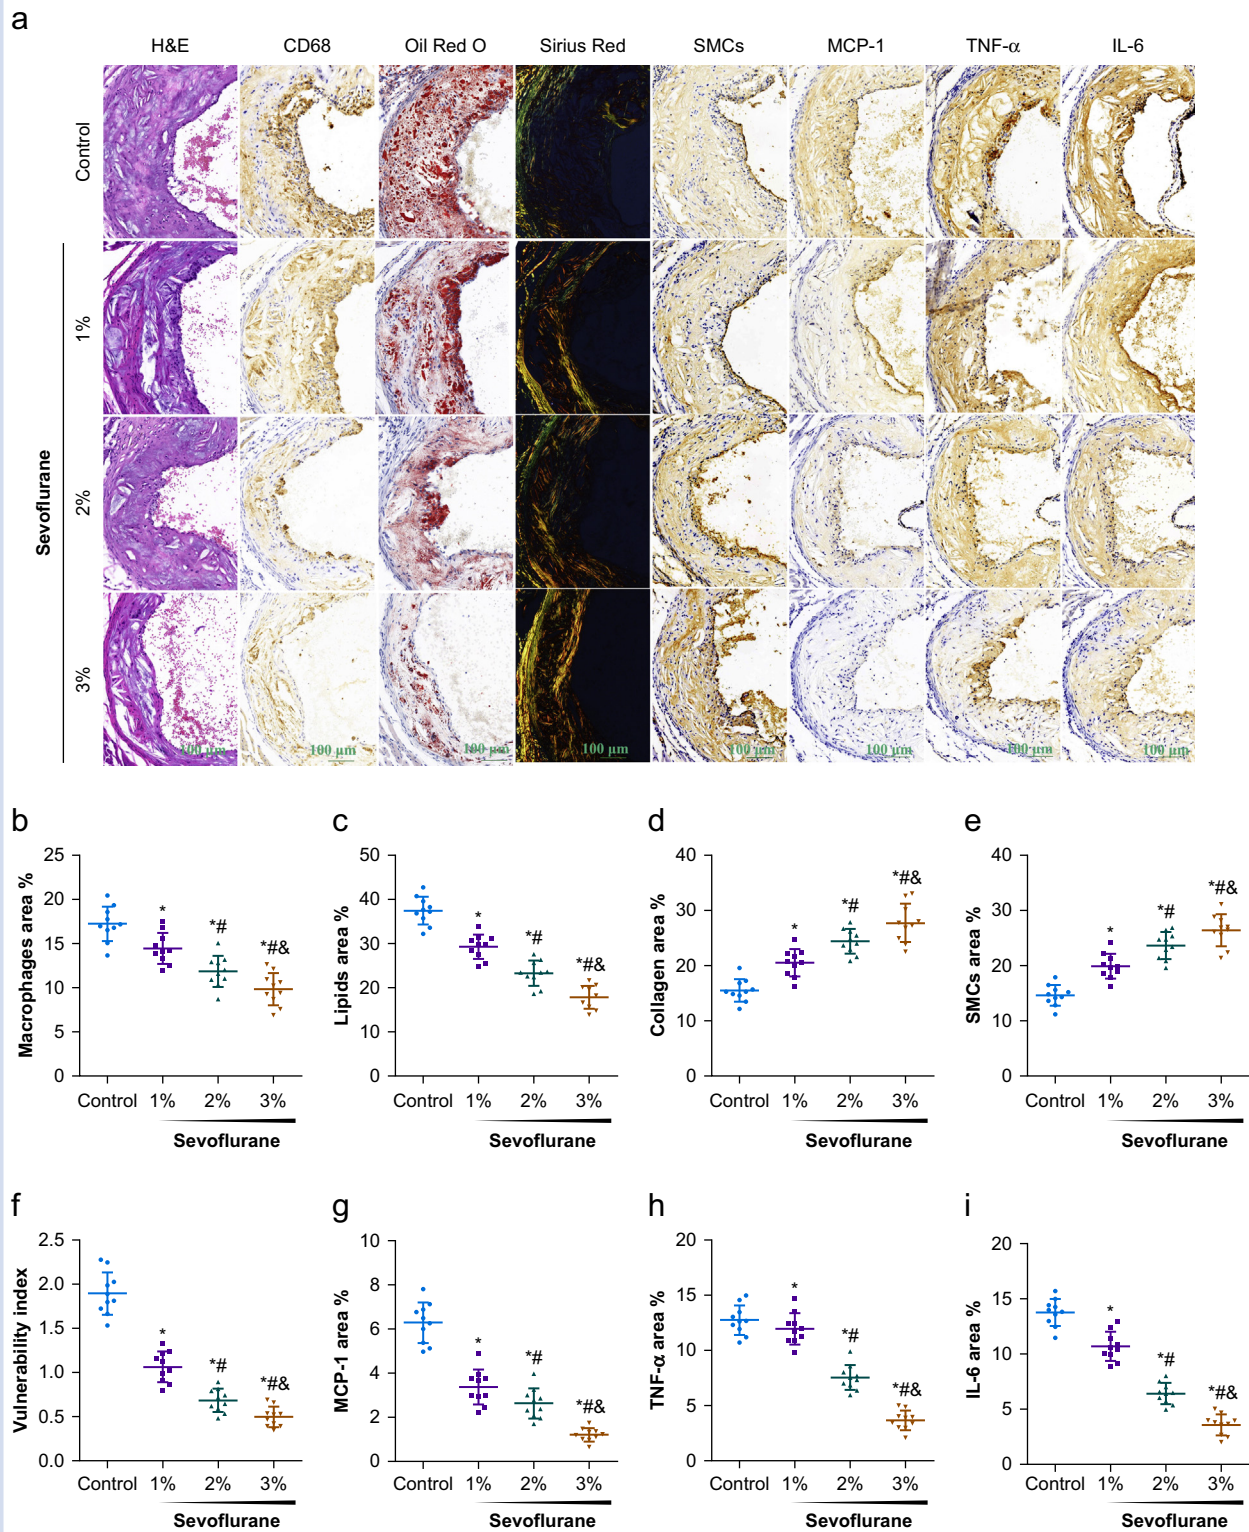 a
H&E CD68 Oil Red O Sirius Red SMCs MCP-1 TNF-α IL-6
Control
1%
2%
3%
Sevoflurane
100 μm 100 μm 100 μm 100 μm 100 μm 100 μm 100 μm 100 μm
b
Macrophages area %
25
20
15
10
5
0
*
*#
*#&
Control 1% 2% 3%
Sevoflurane
c
Lipids area %
50
40
30
20
10
0
*
*#
*#&
Control 1% 2% 3%
Sevoflurane
d
Collagen area %
40
30
20
10
0
*
*#
*#&
Control 1% 2% 3%
Sevoflurane
e
SMCs area %
40
30
20
10
0
*
*#
*#&
Control 1% 2% 3%
Sevoflurane
f
Vulnerability index
2.5
2.0
1.5
1.0
0.5
0.0
*
*#
*#&
Control 1% 2% 3%
Sevoflurane
g
MCP-1 area %
10
8
6
4
2
0
*
*#
*#&
Control 1% 2% 3%
Sevoflurane
h
TNF-α area %
20
15
10
5
0
*
*#
*#&
Control 1% 2% 3%
Sevoflurane
i
IL-6 area %
20
15
10
5
0
*
*#
*#&
Control 1% 2% 3%
Sevoflurane